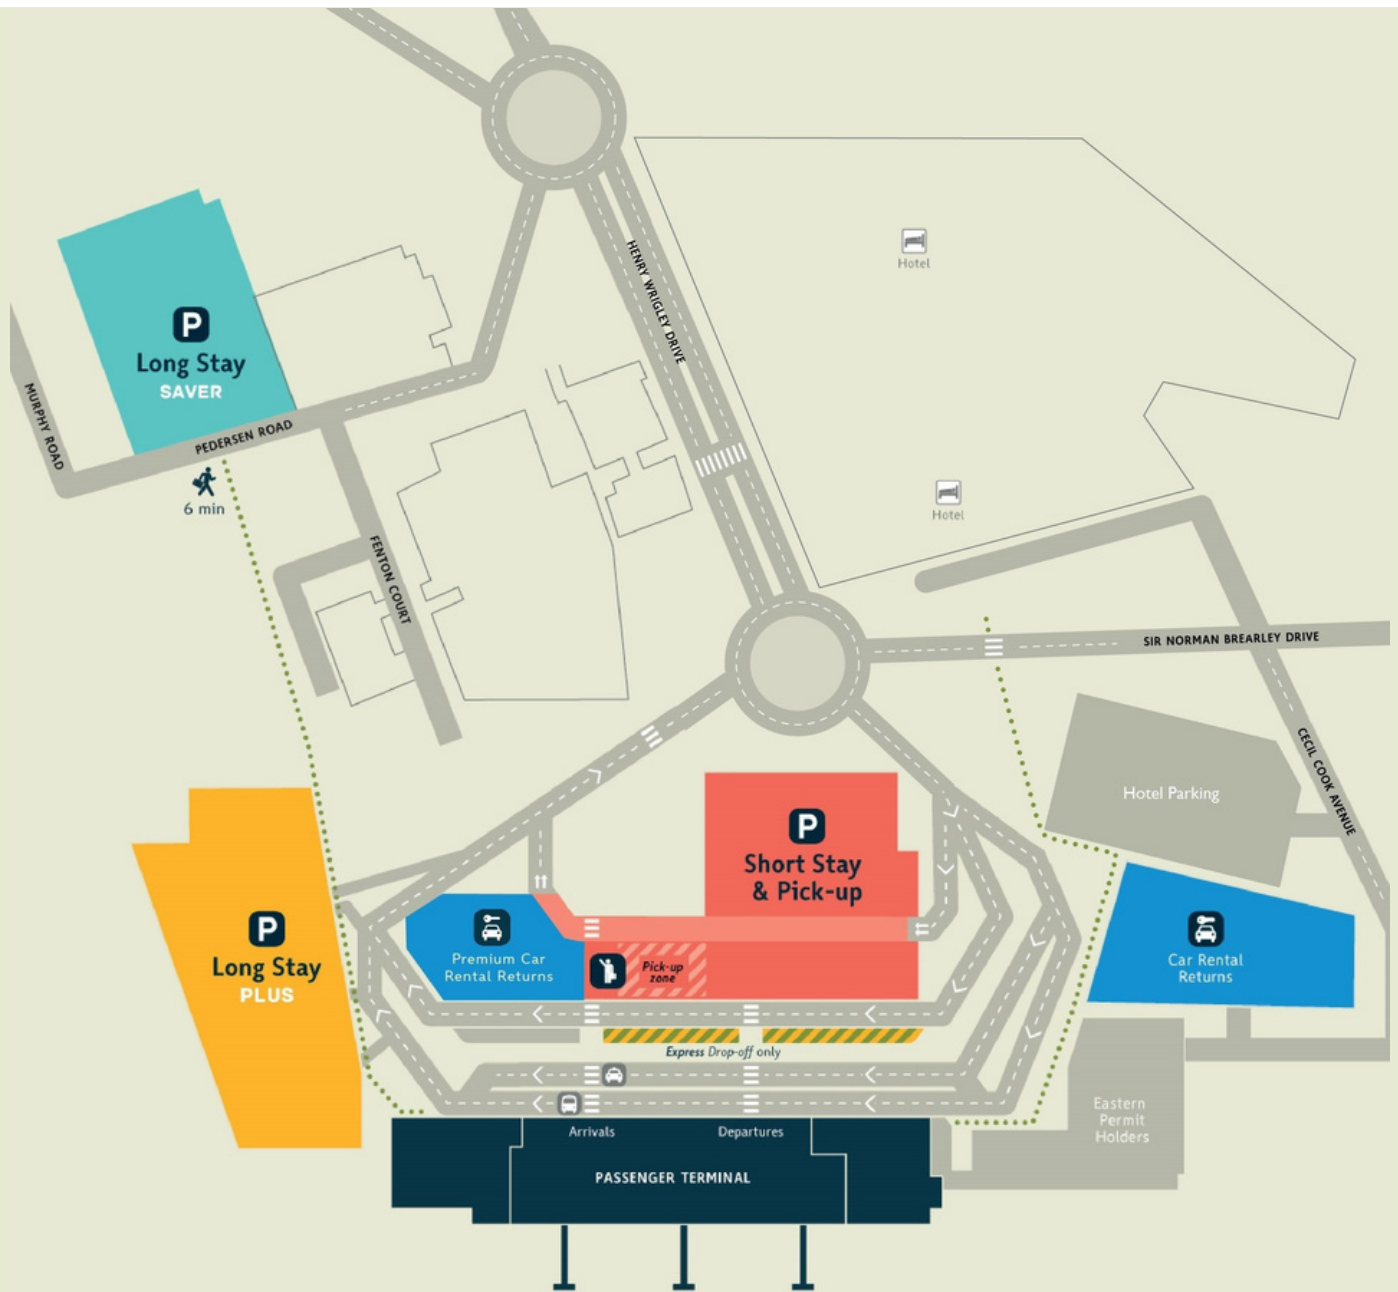 Hotel
HENRY WRIGLEY DRIVE
P
Long Stay
SAVER
MURPHY ROAD
PEDERSEN ROAD
6 min
Hotel
FENTON COURT
SIR NORMAN BREARLEY DRIVE
CECIL COOK AVENUE
Hotel Parking
P
Short Stay
& Pick-up
P
Long Stay
PLUS
Premium Car
Rental Returns
Pick-up
zone
Car Rental
Returns
Express Drop-off only
Eastern
Permit
Holders
Arrivals
Departures
PASSENGER TERMINAL